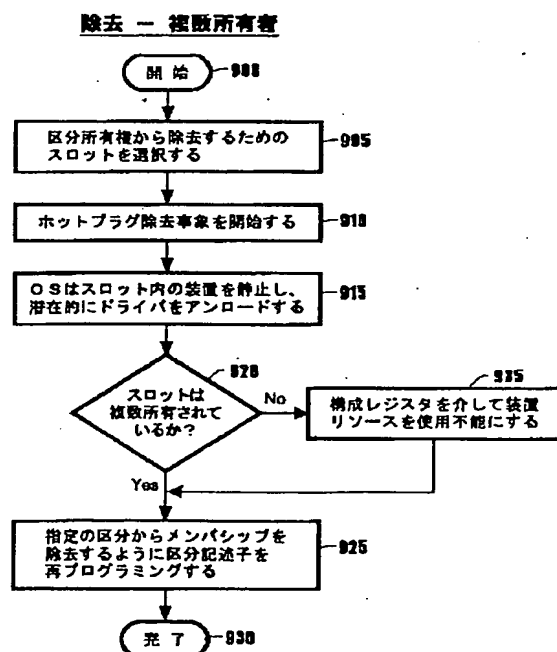 除去 － 複数所有者
開始
900
区分所有権から除去するための
スロットを選択する
905
ホットプラグ除去事象を開始する
910
OSはスロット内の装置を静止し、
潜在的にドライバをアンロードする
915
920
スロットは
複数所有されて
いるか?
No
935
構成レジスタを介して装置
リソースを使用不能にする
Yes
指定の区分からメンバシップを
除去するように区分記述子を
再プログラミングする
925
完了
930